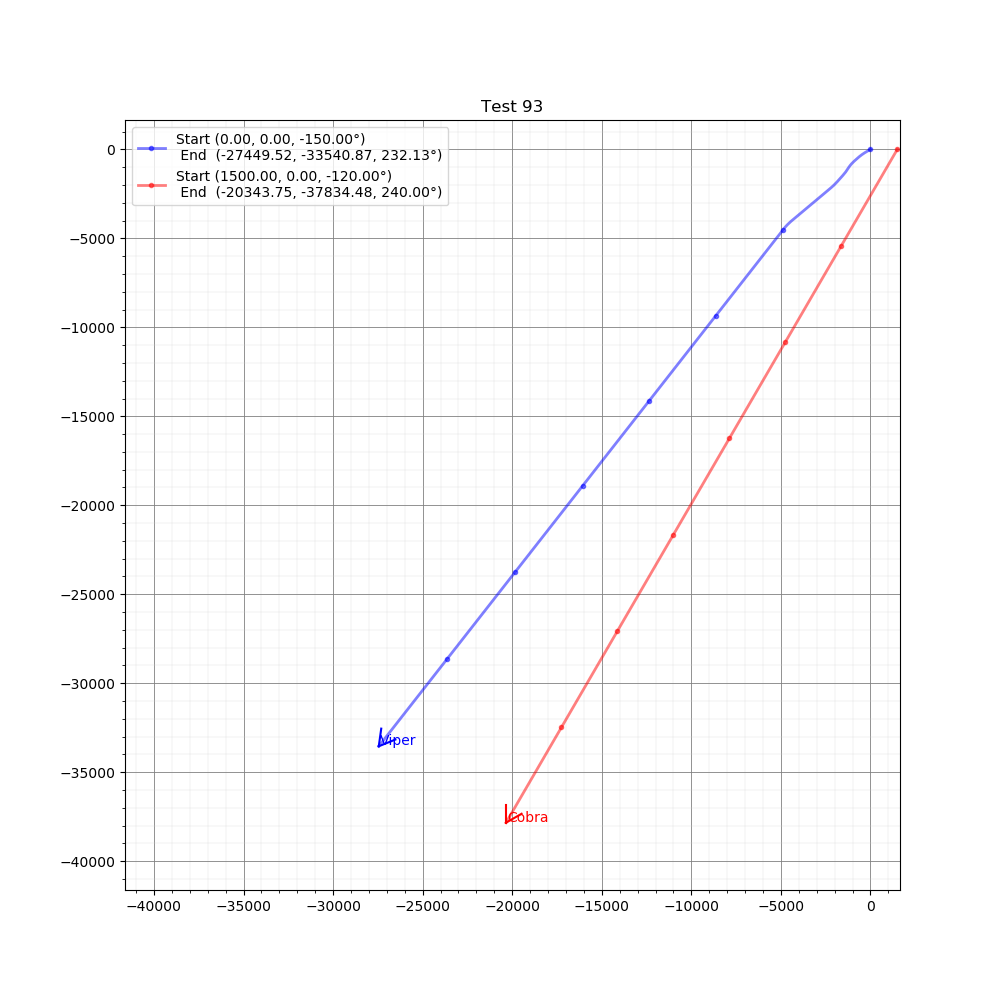 Test 93
Start (0.00, 0.00, -150.00°)
End (-27449.52, -33540.87, 232.13°)
Start (1500.00, 0.00, -120.00°)
End (-20343.75, -37834.48, 240.00°)
0
−5000
−10000
−15000
−20000
−25000
−30000
−35000
−40000
Viper
Cobra
−40000 −35000 −30000 −25000 −20000 −15000 −10000 −5000 0